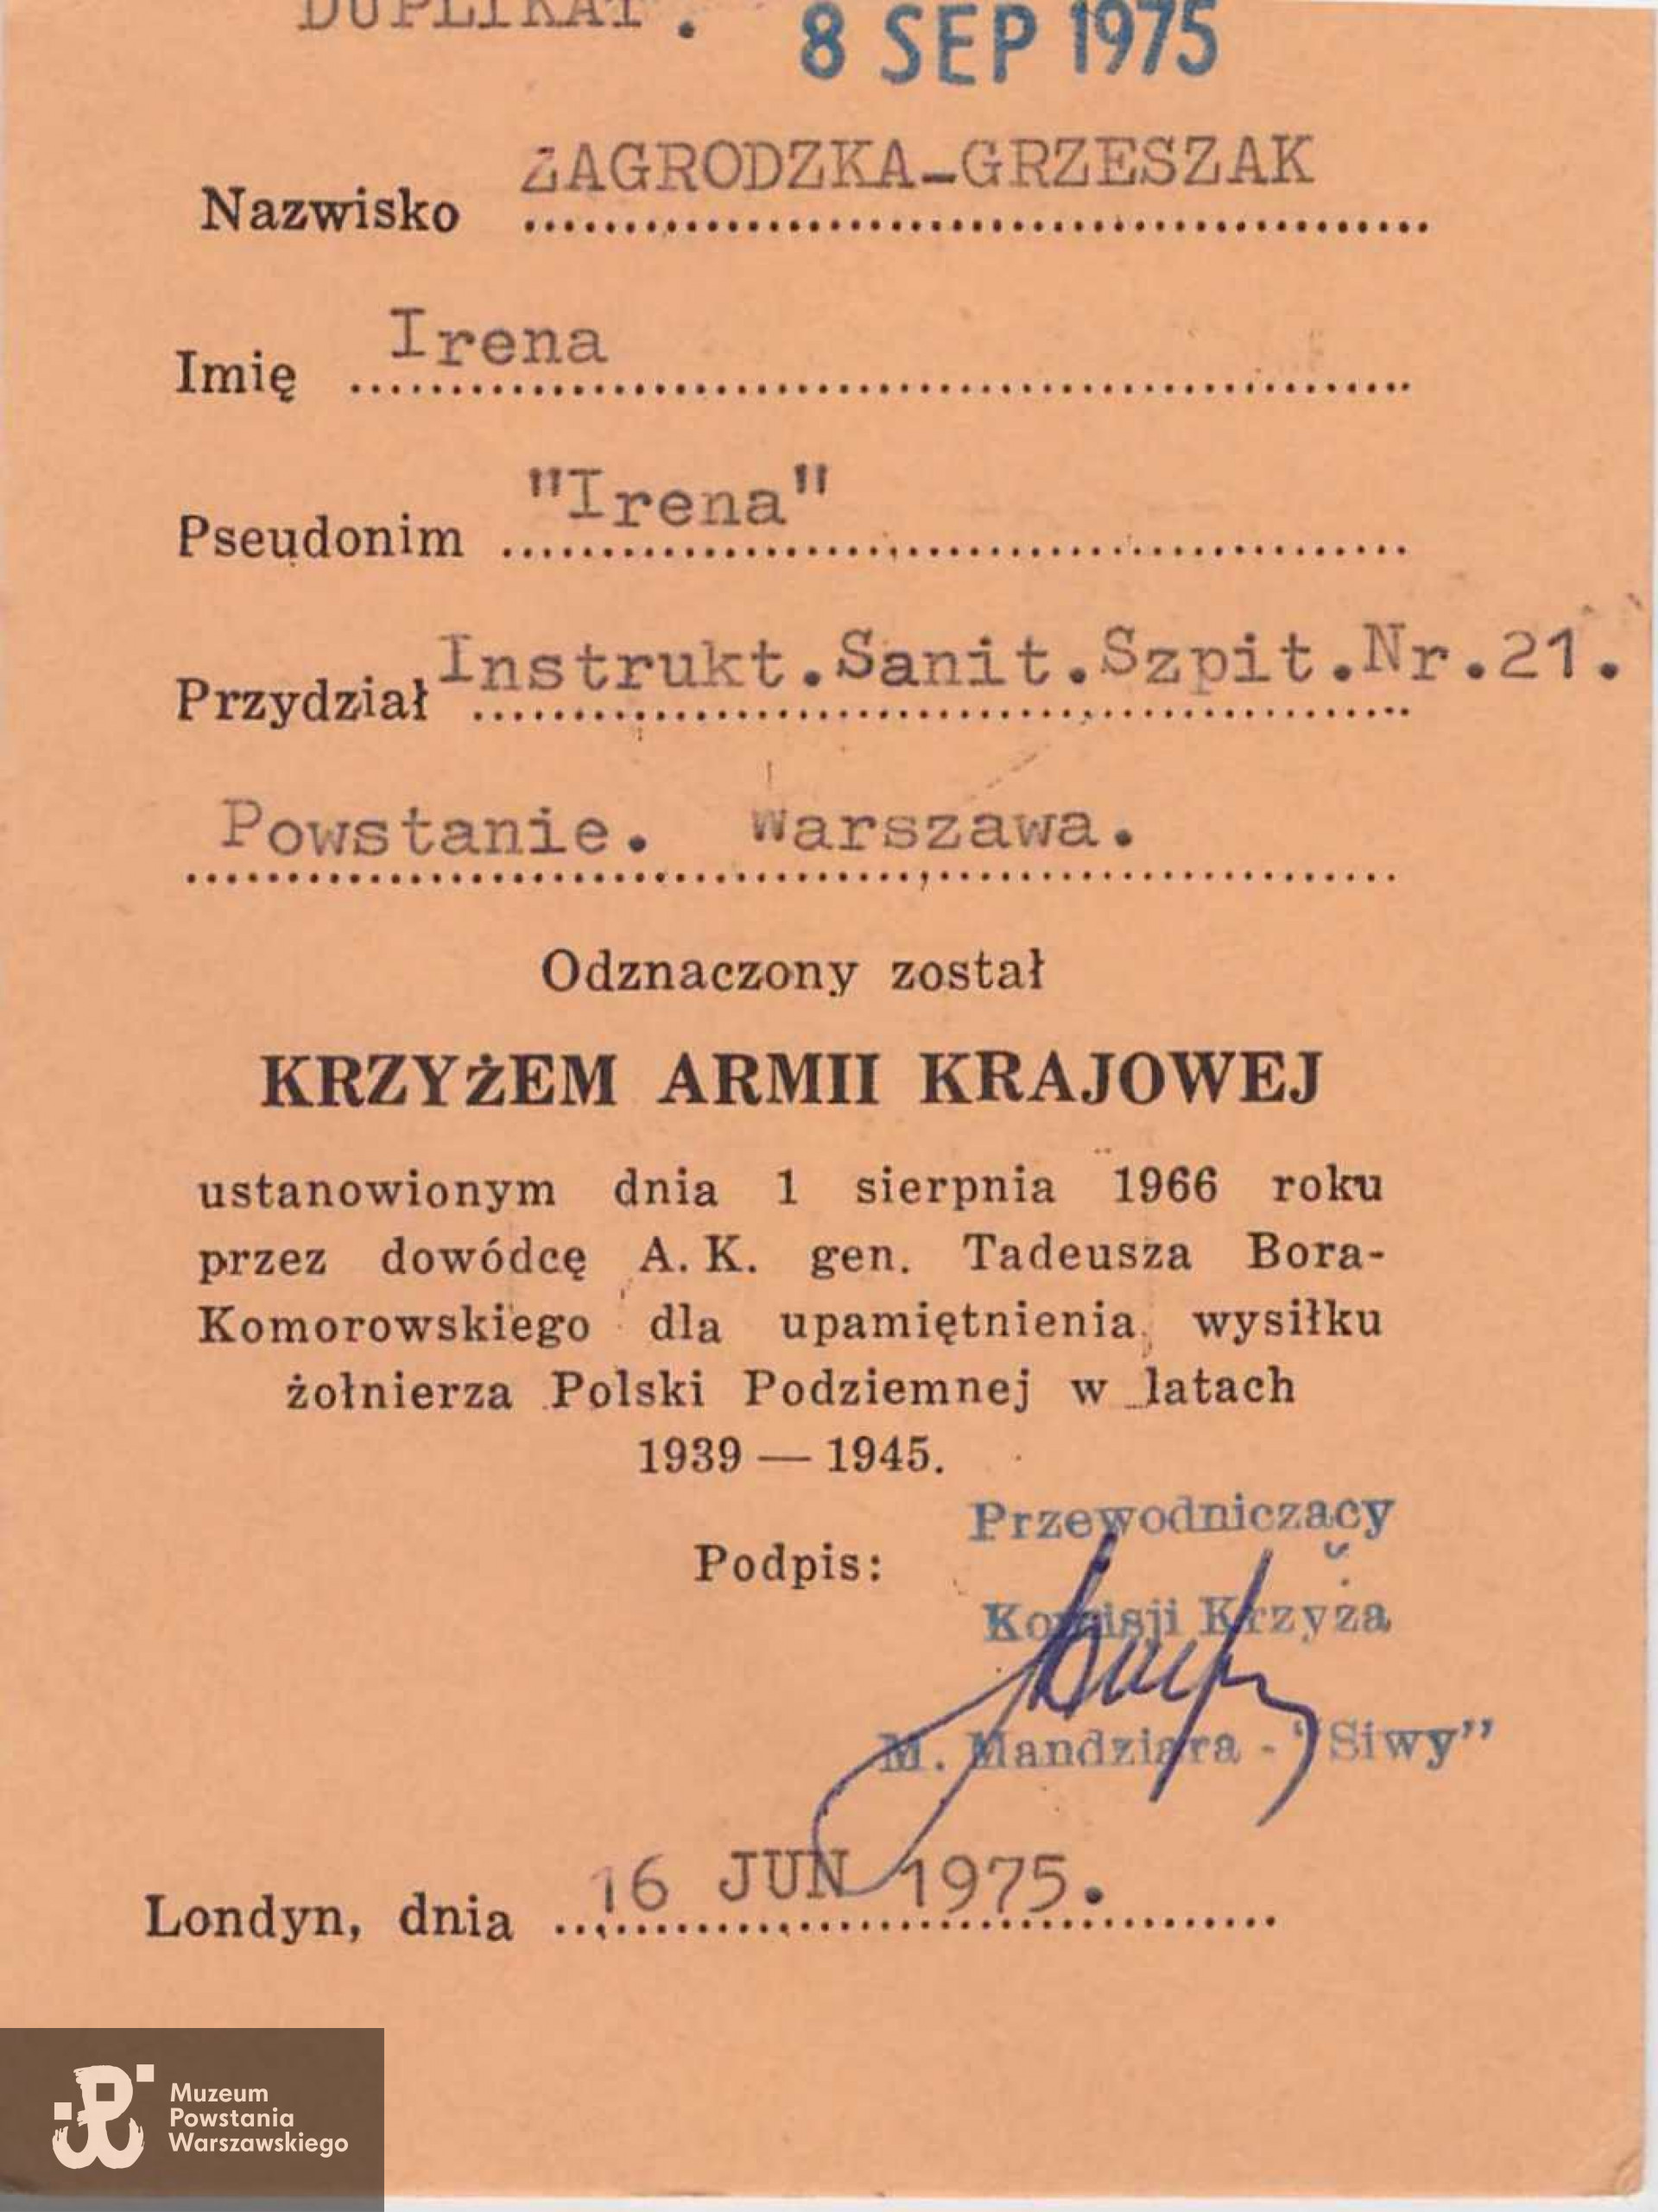 DUPLIKAT.
8 SEP 1975
Nazwisko ZAGRODZKA-GRZESZAK
Imię Irena
Pseudonim "Irena"
Przydział Instrukt.Sanit.Szpit.Nr.21.
Powstanie. Warszawa.
Odznaczony został
KRZYżEM ARMII KRAJOWEJ
ustanowionym dnia 1 sierpnia 1966 roku
przez dowódcę A. K. gen. Tadeusza Bora-
Komorowskiego dla upamiętnienia wysiłku
żołnierza Polski Podziemnej w latach
1939 — 1945.
Przewodniczący
Podpis:
Komisji Krzyża
M. Mandziara - "Siwy"
Londyn, dnia 16 JUN 1975.
Muzeum
Powstania
Warszawskiego